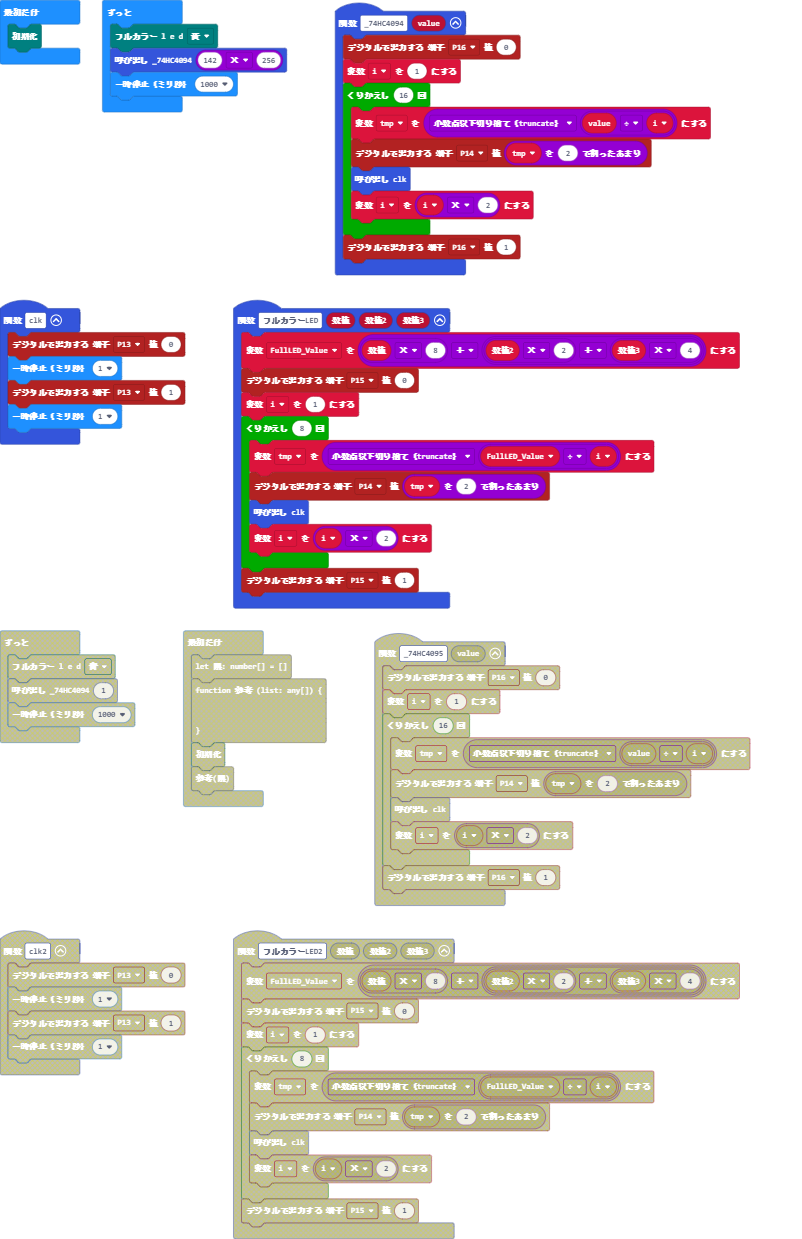 最初だけ
初期化
ずっと
フルカラーｌｅｄ 黄
呼び出し _74HC4094 142 × 256
一時停止（ミリ秒） 1000
関数 _74HC4094 value
デジタルで出力する 端子 P16 値 0
変数 i を 1 にする
くりかえし 16 回
変数 tmp を 小数点以下切り捨て (truncate) value ÷ i にする
デジタルで出力する 端子 P14 値 tmp を 2 で割ったあまり
呼び出し clk
変数 i を i × 2 にする
デジタルで出力する 端子 P16 値 1
関数 clk
デジタルで出力する 端子 P13 値 0
一時停止（ミリ秒） 1
デジタルで出力する 端子 P13 値 1
一時停止（ミリ秒） 1
関数 フルカラーLED 数値 数値2 数値3
変数 FullLED_Value を 数値 × 8 + 数値2 × 2 + 数値3 × 4 にする
デジタルで出力する 端子 P15 値 0
変数 i を 1 にする
くりかえし 8 回
変数 tmp を 小数点以下切り捨て (truncate) FullLED_Value ÷ i にする
デジタルで出力する 端子 P14 値 tmp を 2 で割ったあまり
呼び出し clk
変数 i を i × 2 にする
デジタルで出力する 端子 P15 値 1
ずっと
フルカラーｌｅｄ
呼び出し _74HC4094 1
一時停止（ミリ秒） 1000
最初だけ
number[] = []
function 参考 (list: any[]) {
}
初期化
関数 _74HC4095 value
デジタルで出力する 端子 P16 値 0
変数 i を 1 にする
くりかえし 16 回
変数 tmp を 小数点以下切り捨て (truncate) value ÷ i にする
デジタルで出力する 端子 P14 値 tmp を 2 で割ったあまり
呼び出し clk
変数 i を i × 2 にする
デジタルで出力する 端子 P16 値 1
関数 clk2
デジタルで出力する 端子 P13 値 0
一時停止（ミリ秒） 1
デジタルで出力する 端子 P13 値 1
一時停止（ミリ秒） 1
関数 フルカラーLED2 数値 数値2 数値3
変数 FullLED_Value を 数値 × 8 + 数値2 × 2 + 数値3 × 4 にする
デジタルで出力する 端子 P15 値 0
変数 i を 1 にする
くりかえし 8 回
変数 tmp を 小数点以下切り捨て (truncate) FullLED_Value ÷ i にする
デジタルで出力する 端子 P14 値 tmp を 2 で割ったあまり
呼び出し clk
変数 i を i × 2 にする
デジタルで出力する 端子 P15 値 1